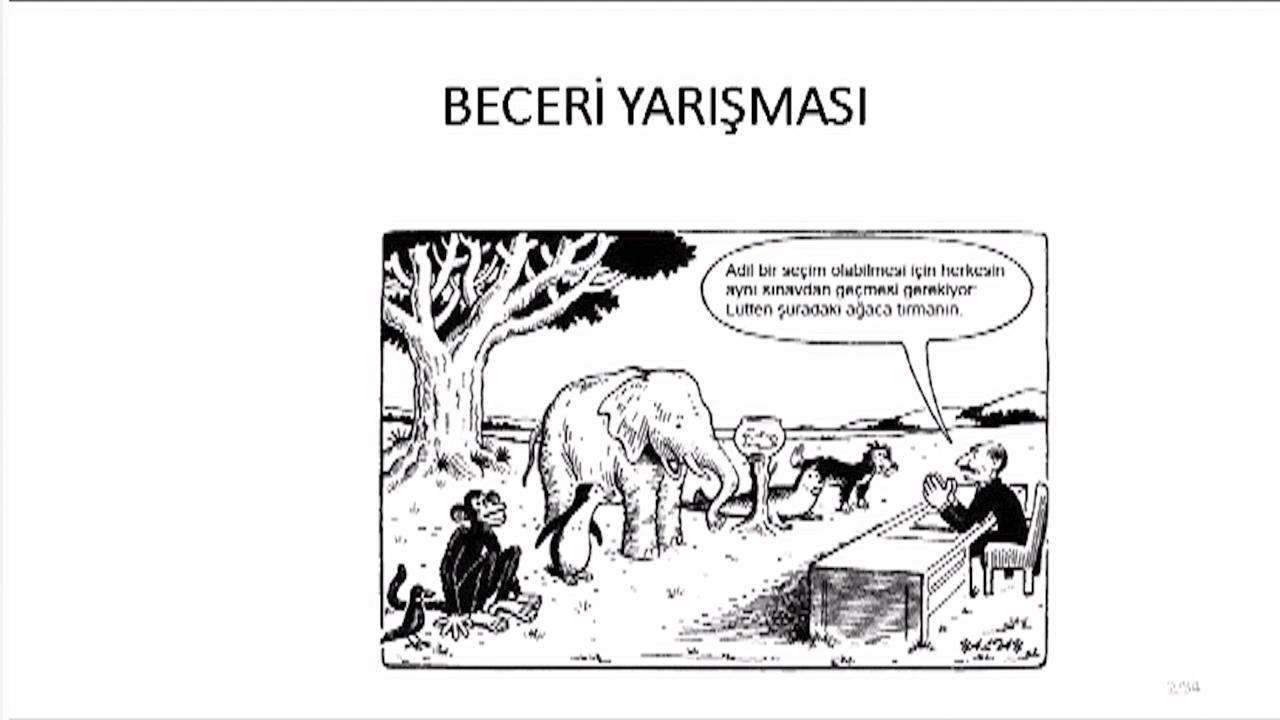 BECERİ YARIŞMASI
Adil bir seçim olabilmesi için herkesin
aynı sınavdan geçmesi gerekiyor:
Lütfen şuradaki ağaca tırmanın.